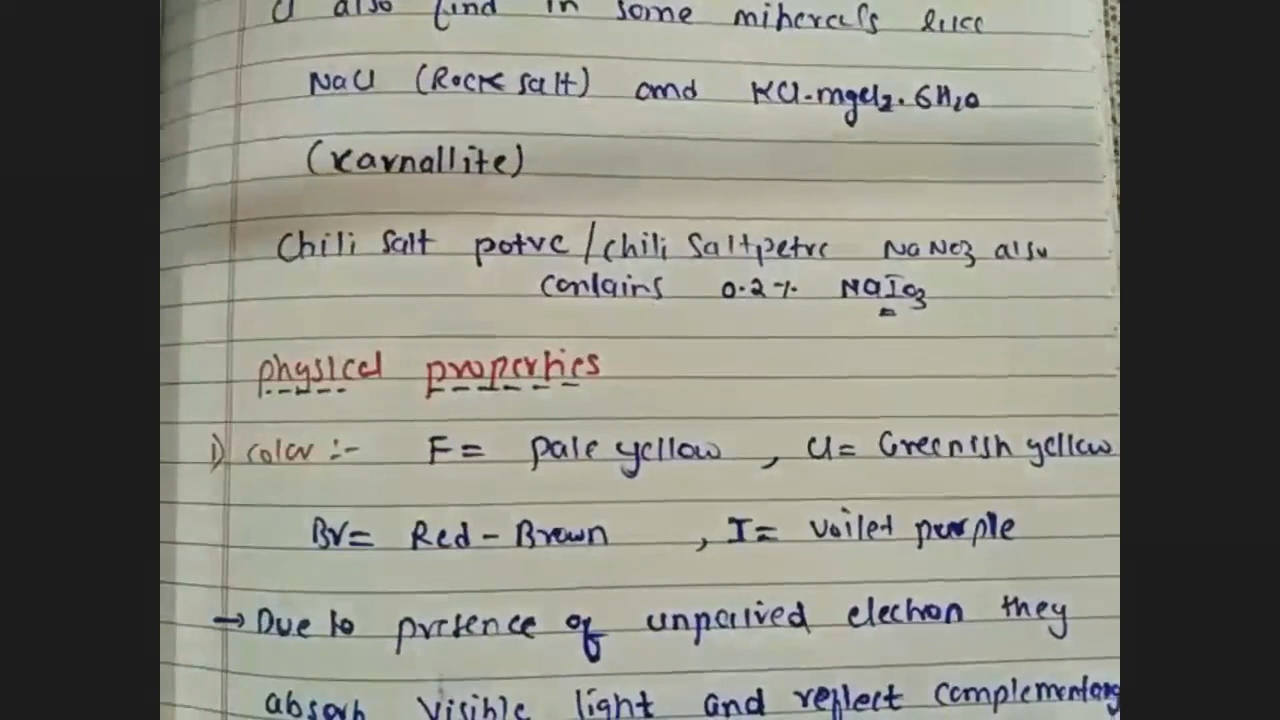 Cl also find in some minerals like
NaCl (Rock salt) and KCl.mgcl2.6H2O
(karnallite)
Chili salt potre / chili saltpetre NaNO3 also
contains 0.2% NaIO3
physical properties
1) color :- F = pale yellow , Cl = Greenish yellow
Br = Red - Brown , I = voilet purple
→ Due to presence of unpaired electron they
absorb visible light and reflect complementary